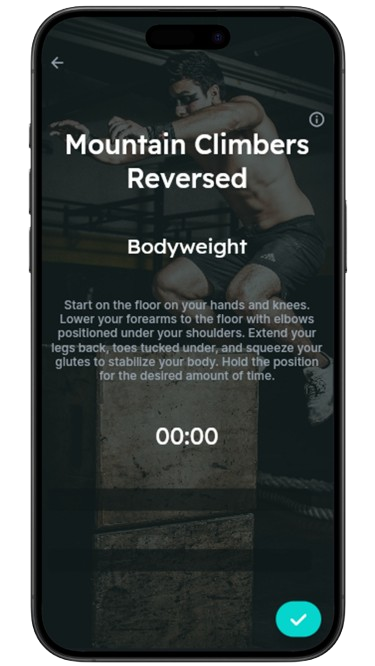 Mountain Climbers
Reversed
Bodyweight
Start on the floor on your hands and knees.
Lower your forearms to the floor with elbows
positioned under your shoulders. Extend your
legs back, toes tucked under, and squeeze your
glutes to stabilize your body. Hold the position
for the desired amount of time.
00:00